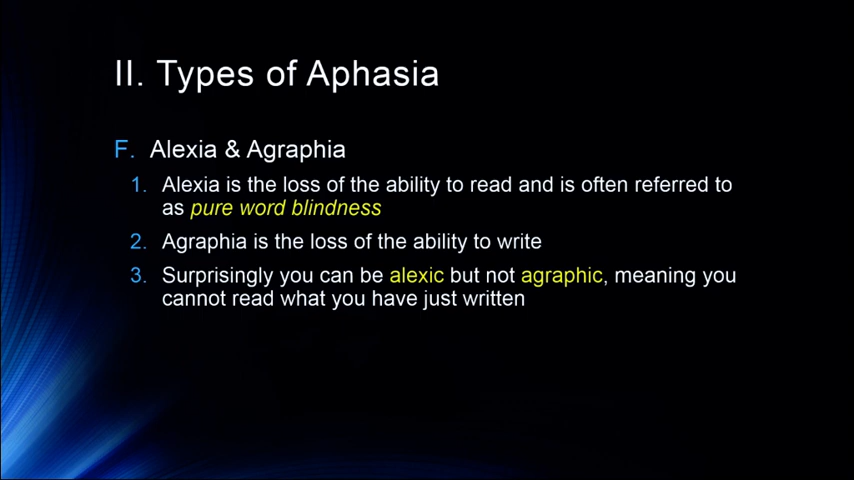 II. Types of Aphasia
F. Alexia & Agraphia
1. Alexia is the loss of the ability to read and is often referred to
as pure word blindness
2. Agraphia is the loss of the ability to write
3. Surprisingly you can be alexic but not agraphic, meaning you
cannot read what you have just written